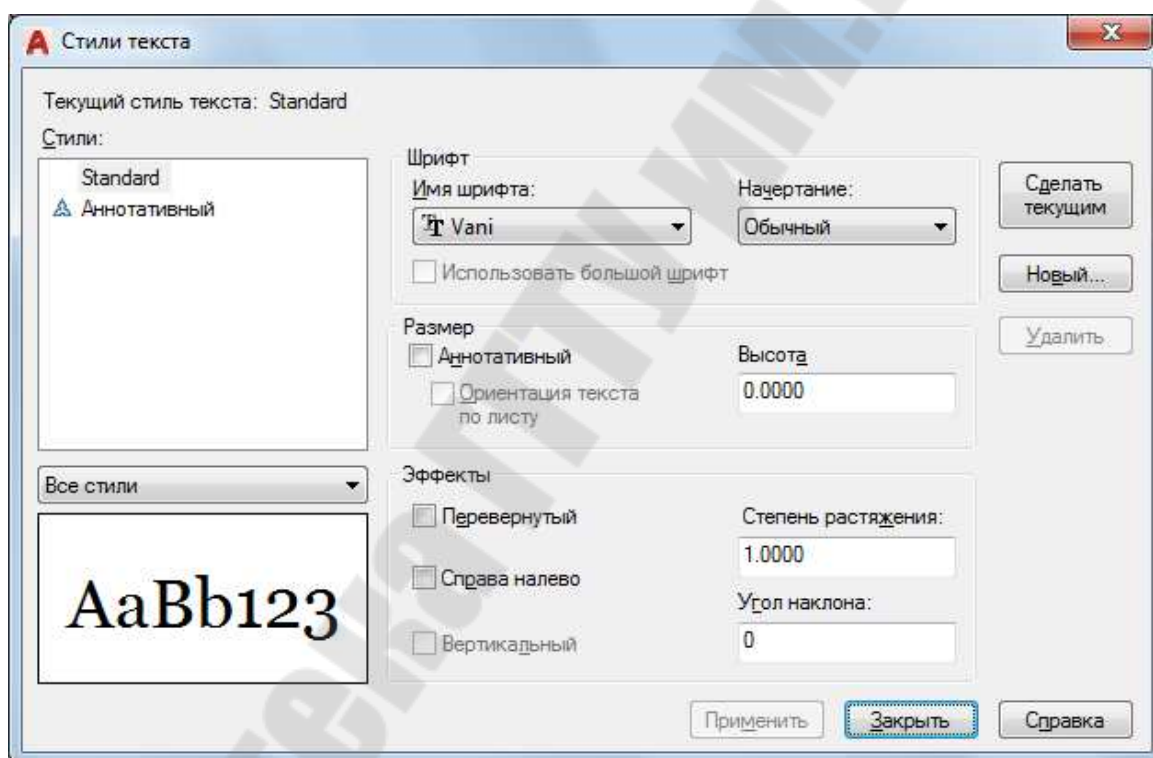 Стили текста
Текущий стиль текста: Standard
Стили:
Standard
Аннотативный
Все стили
AaBb123
Шрифт
Имя шрифта:
Vani
Начертание:
Обычный
Использовать большой шрифт
Размер
Аннотативный
Ориентация текста
по листу
Высота
0.0000
Эффекты
Перевернутый
Справа налево
Вертикальный
Степень растяжения:
1.0000
Угол наклона:
0
Сделать
текущим
Новый...
Удалить
Применить
Закрыть
Справка